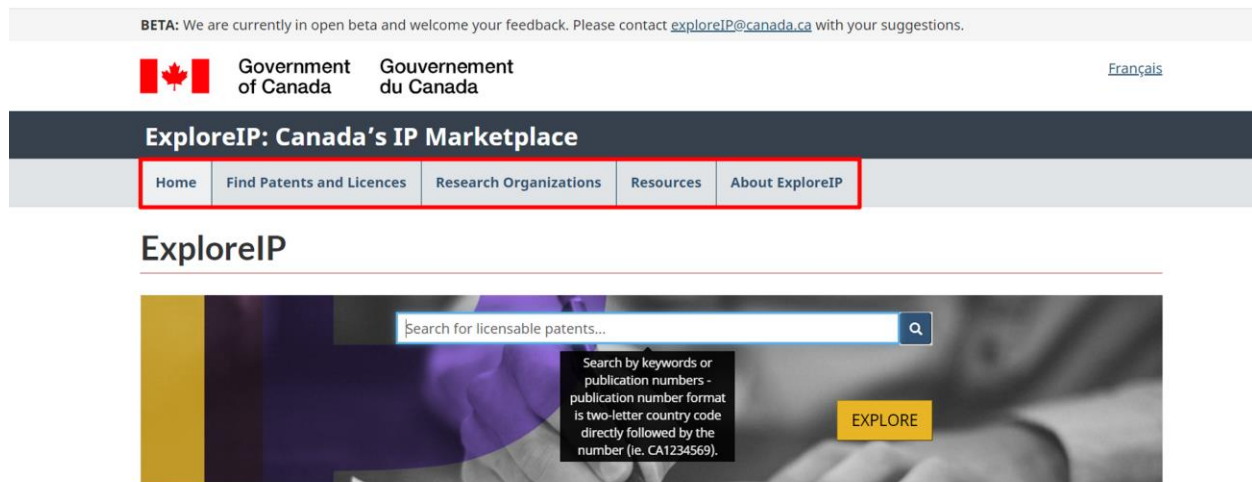 BETA: We are currently in open beta and welcome your feedback. Please contact exploreIP@canada.ca with your suggestions.
Government Gouvernement
of Canada du Canada
Français
ExploreIP: Canada’s IP Marketplace
Home Find Patents and Licences Research Organizations Resources About ExploreIP
ExploreIP
Search for licensable patents...
Search by keywords or
publication numbers -
publication number format
is two-letter country code
directly followed by the
number (ie. CA1234569).
EXPLORE